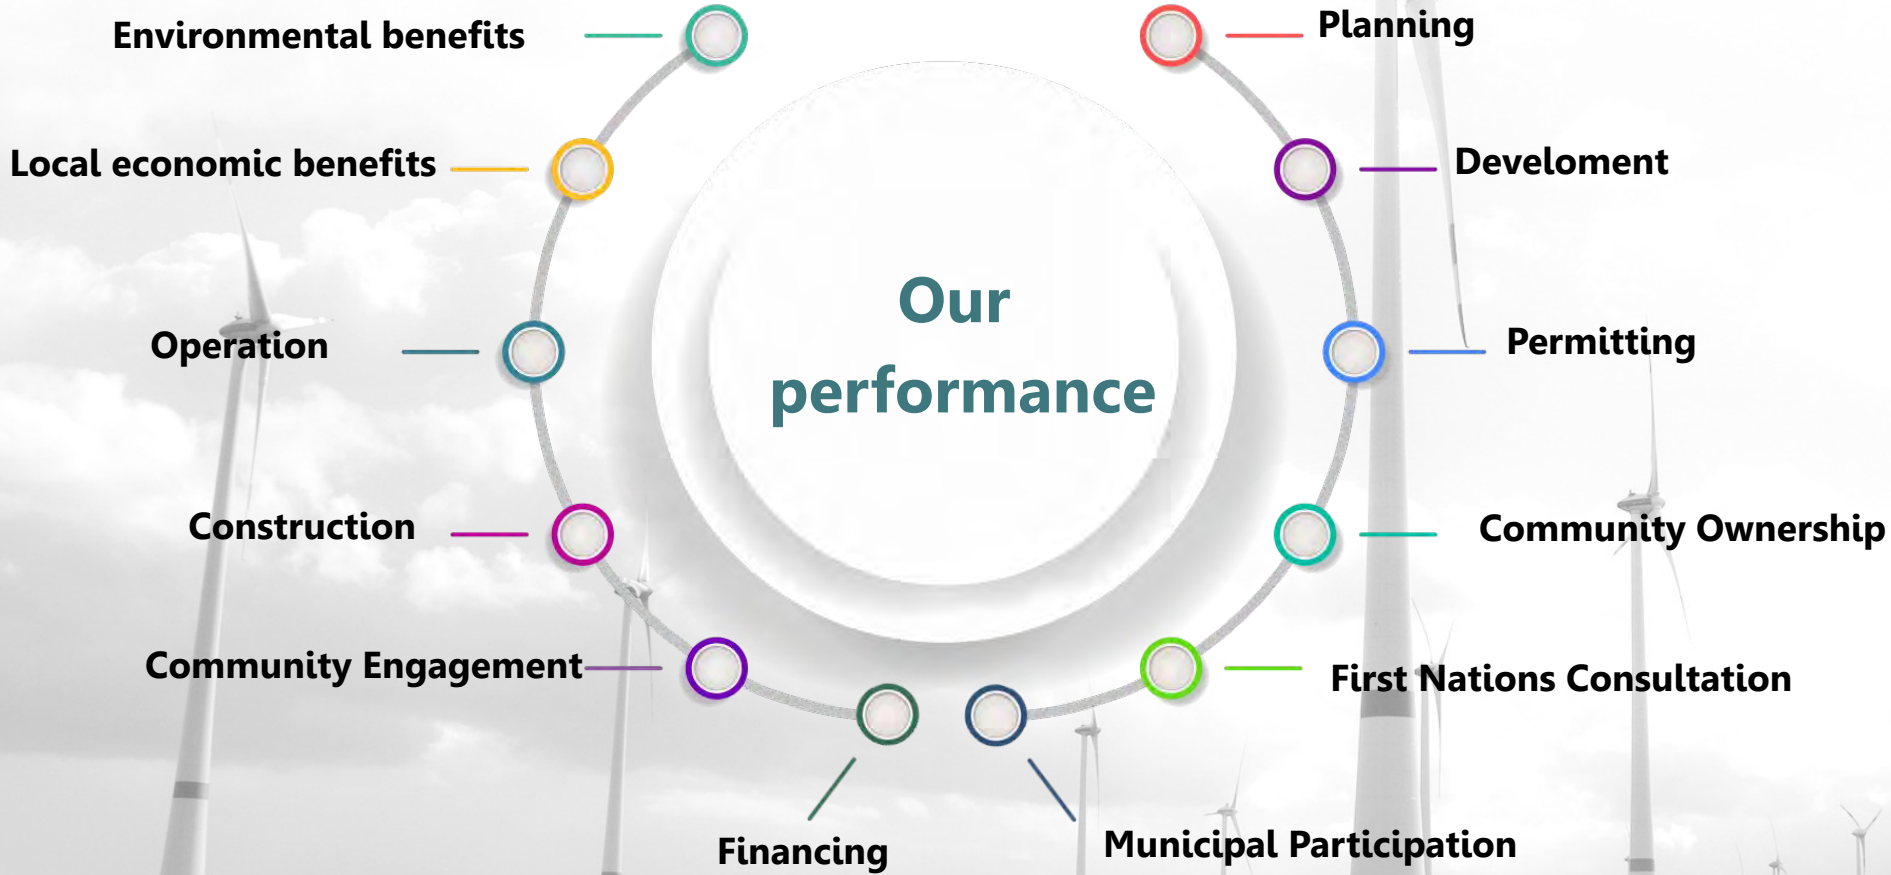 Environmental benefits
Planning
Local economic benefits
Develoment
Our
performance
Operation
Permitting
Construction
Community Ownership
Community Engagement
First Nations Consultation
Financing
Municipal Participation